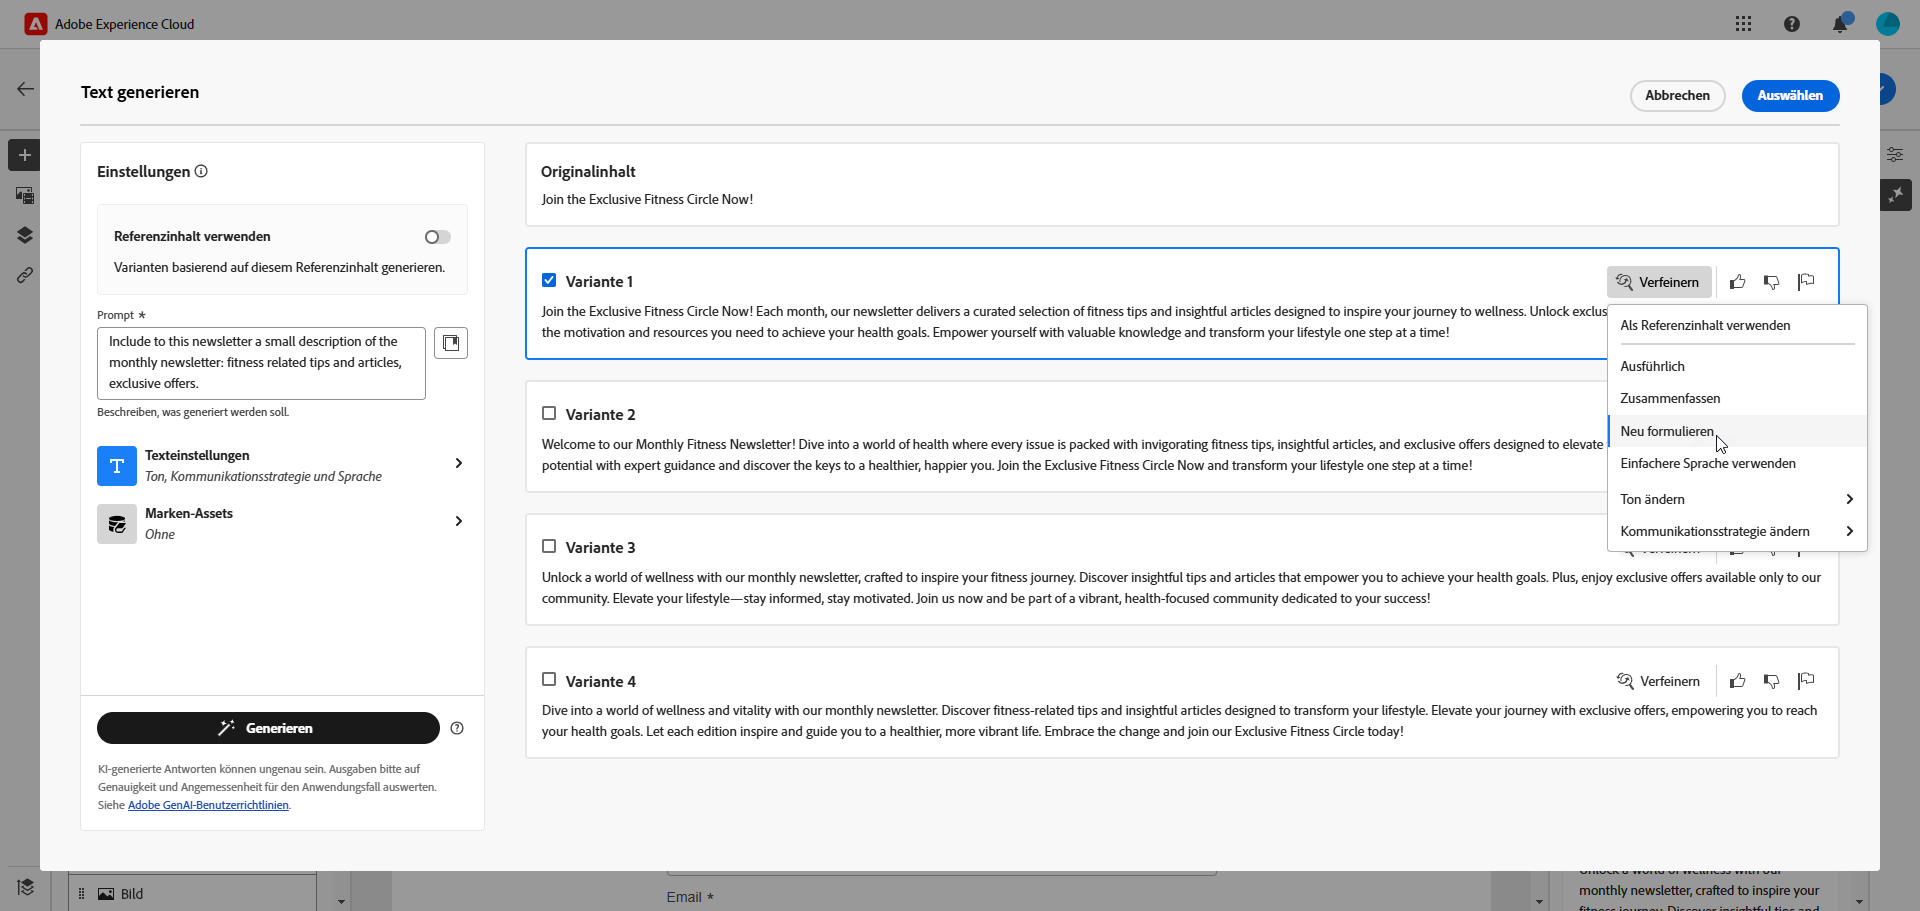 Adobe Experience Cloud
Text generieren
Abbrechen
Auswählen
Einstellungen
Referenzinhalt verwenden
Varianten basierend auf diesem Referenzinhalt generieren.
Prompt *
Include to this newsletter a small description of the
monthly newsletter: fitness related tips and articles,
exclusive offers.
Beschreiben, was generiert werden soll.
Texteinstellungen
Ton, Kommunikationsstrategie und Sprache
Marken-Assets
Ohne
Generieren
KI-generierte Antworten können ungenau sein. Ausgaben bitte auf
Genauigkeit und Angemessenheit für den Anwendungsfall auswerten.
Siehe Adobe GenAI-Benutzerrichtlinien.
Originalinhalt
Join the Exclusive Fitness Circle Now!
Variante 1
Verfeinern
Join the Exclusive Fitness Circle Now! Each month, our newsletter delivers a curated selection of fitness tips and insightful articles designed to inspire your journey to wellness. Unlock exclus
the motivation and resources you need to achieve your health goals. Empower yourself with valuable knowledge and transform your lifestyle one step at a time!
Als Referenzinhalt verwenden
Ausführlich
Zusammenfassen
Neu formulieren
Einfachere Sprache verwenden
Ton ändern
Kommunikationsstrategie ändern
Variante 2
Welcome to our Monthly Fitness Newsletter! Dive into a world of health where every issue is packed with invigorating fitness tips, insightful articles, and exclusive offers designed to elevate
potential with expert guidance and discover the keys to a healthier, happier you. Join the Exclusive Fitness Circle Now and transform your lifestyle one step at a time!
Variante 3
Unlock a world of wellness with our monthly newsletter, crafted to inspire your fitness journey. Discover insightful tips and articles that empower you to achieve your health goals. Plus, enjoy exclusive offers available only to our
community. Elevate your lifestyle—stay informed, stay motivated. Join us now and be part of a vibrant, health-focused community dedicated to your success!
Variante 4
Verfeinern
Dive into a world of wellness and vitality with our monthly newsletter. Discover fitness-related tips and insightful articles designed to transform your lifestyle. Elevate your journey with exclusive offers, empowering you to reach
your health goals. Let each edition inspire and guide you to a healthier, more vibrant life. Embrace the change and join our Exclusive Fitness Circle today!
Bild
Email *
Unlock a world of wellness with our
monthly newsletter, crafted to inspire your
fitness journey. Discover insightful tips and